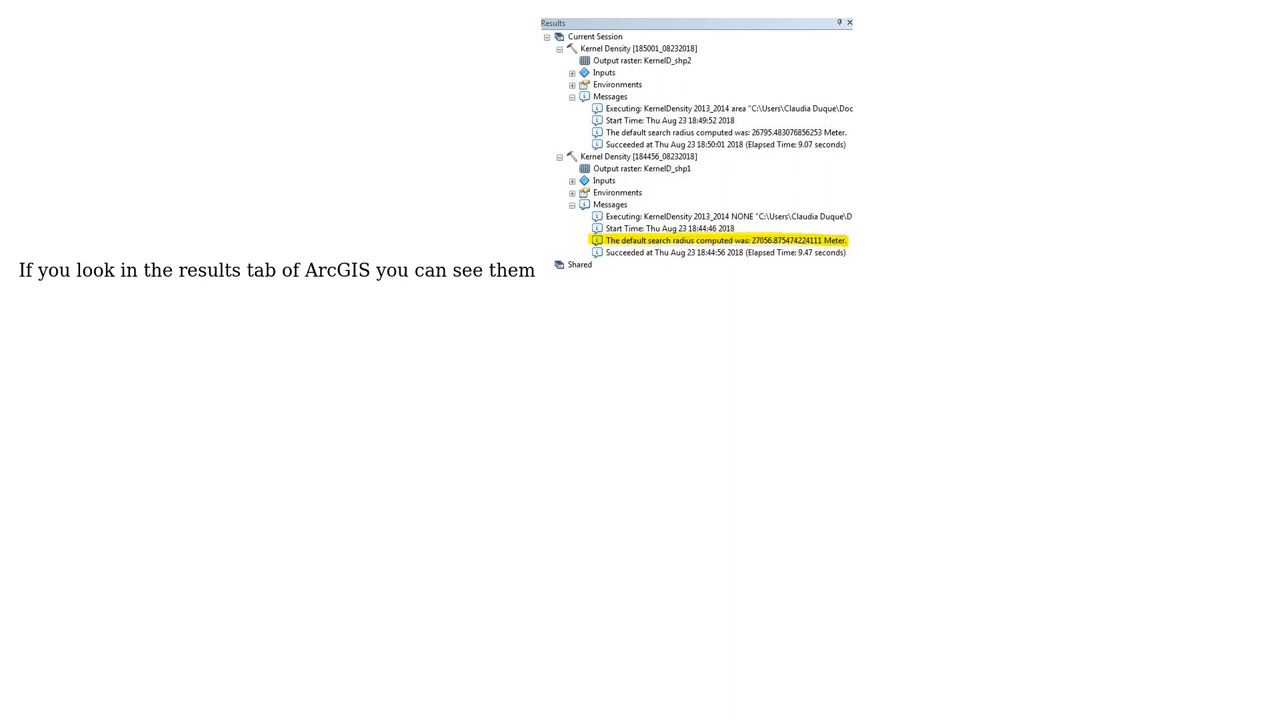 Results
Current Session
Kernel Density [185001_08232018]
Output raster: KernelD_shp2
Inputs
Environments
Messages
Executing: KernelDensity 2013_2014 area "C:\Users\Claudia Duque\Doc
Start Time: Thu Aug 23 18:49:52 2018
The default search radius computed was: 26795.483076856253 Meter.
Succeeded at Thu Aug 23 18:50:01 2018 (Elapsed Time: 9.07 seconds)
Kernel Density [184456_08232018]
Output raster: KernelD_shp1
Inputs
Environments
Messages
Executing: KernelDensity 2013_2014 NONE "C:\Users\Claudia Duque\D
Start Time: Thu Aug 23 18:44:46 2018
The default search radius computed was: 27056.875474224111 Meter.
Succeeded at Thu Aug 23 18:44:56 2018 (Elapsed Time: 9.47 seconds)
Shared
If you look in the results tab of ArcGIS you can see them